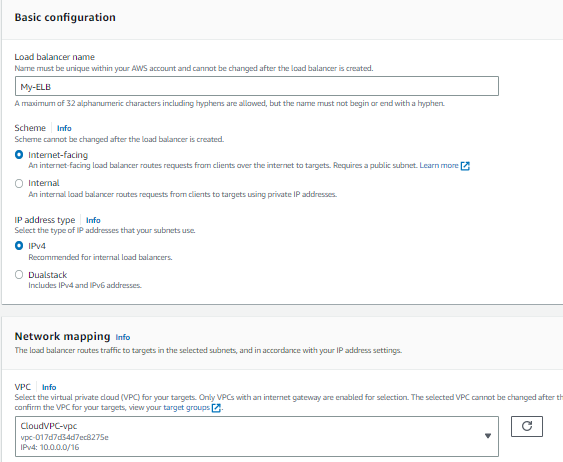 Basic configuration
Load balancer name
Name must be unique within your AWS account and cannot be changed after the load balancer is created.
My-ELB
A maximum of 32 alphanumeric characters including hyphens are allowed, but the name must not begin or end with a hyphen.
Scheme Info
Scheme cannot be changed after the load balancer is created.
Internet-facing
An internet-facing load balancer routes requests from clients over the internet to targets. Requires a public subnet. Learn more
Internal
An internal load balancer routes requests from clients to targets using private IP addresses.
IP address type Info
Select the type of IP addresses that your subnets use.
IPv4
Recommended for internal load balancers.
Dualstack
Includes IPv4 and IPv6 addresses.
Network mapping Info
The load balancer routes traffic to targets in the selected subnets, and in accordance with your IP address settings.
VPC Info
Select the virtual private cloud (VPC) for your targets. Only VPCs with an internet gateway are enabled for selection. The selected VPC cannot be changed after th
confirm the VPC for your targets, view your target groups.
CloudVPC-vpc
vpc-017d7d34d7ec8275e
IPv4: 10.0.0.0/16